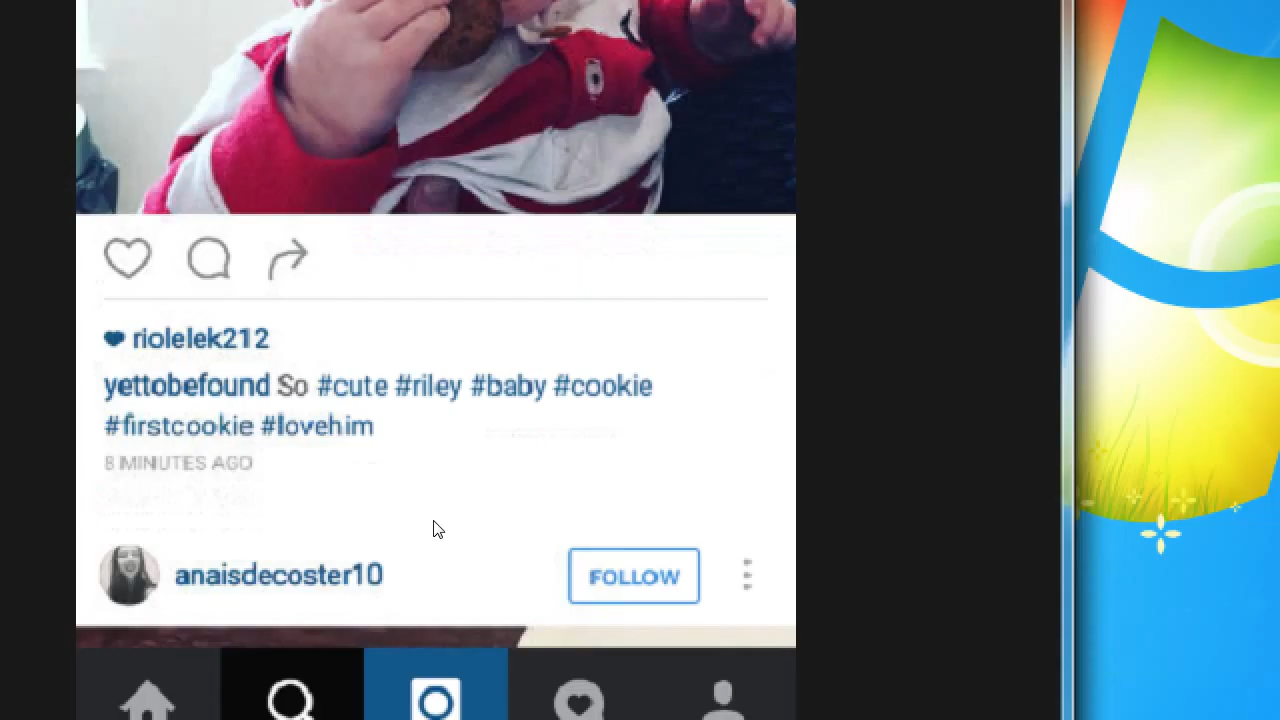 riolelek212
yettobefound So #cute #riley #baby #cookie
#firstcookie #lovehim
8 MINUTES AGO
anaisdecoster10
FOLLOW